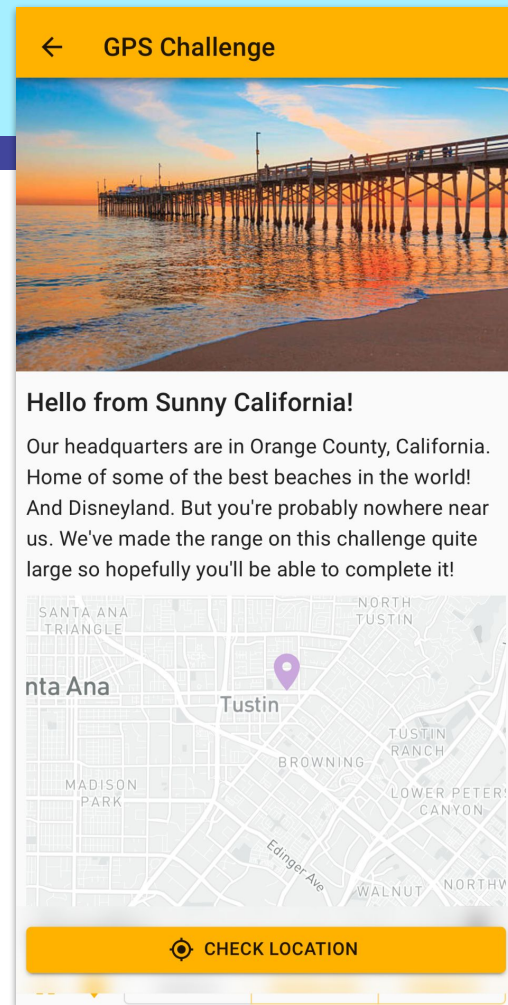 GPS Challenge
Hello from Sunny California!
Our headquarters are in Orange County, California.
Home of some of the best beaches in the world!
And Disneyland. But you're probably nowhere near
us. We've made the range on this challenge quite
large so hopefully you'll be able to complete it!
SANTA ANA
TRIANGLE
NORTH
TUSTIN
nta Ana
Tustin
TUSTIN
RANCH
BROWNING
MADISON
PARK
LOWER PETERS
CANYON
Edinger Ave
WALNUT
NORTHW
CHECK LOCATION